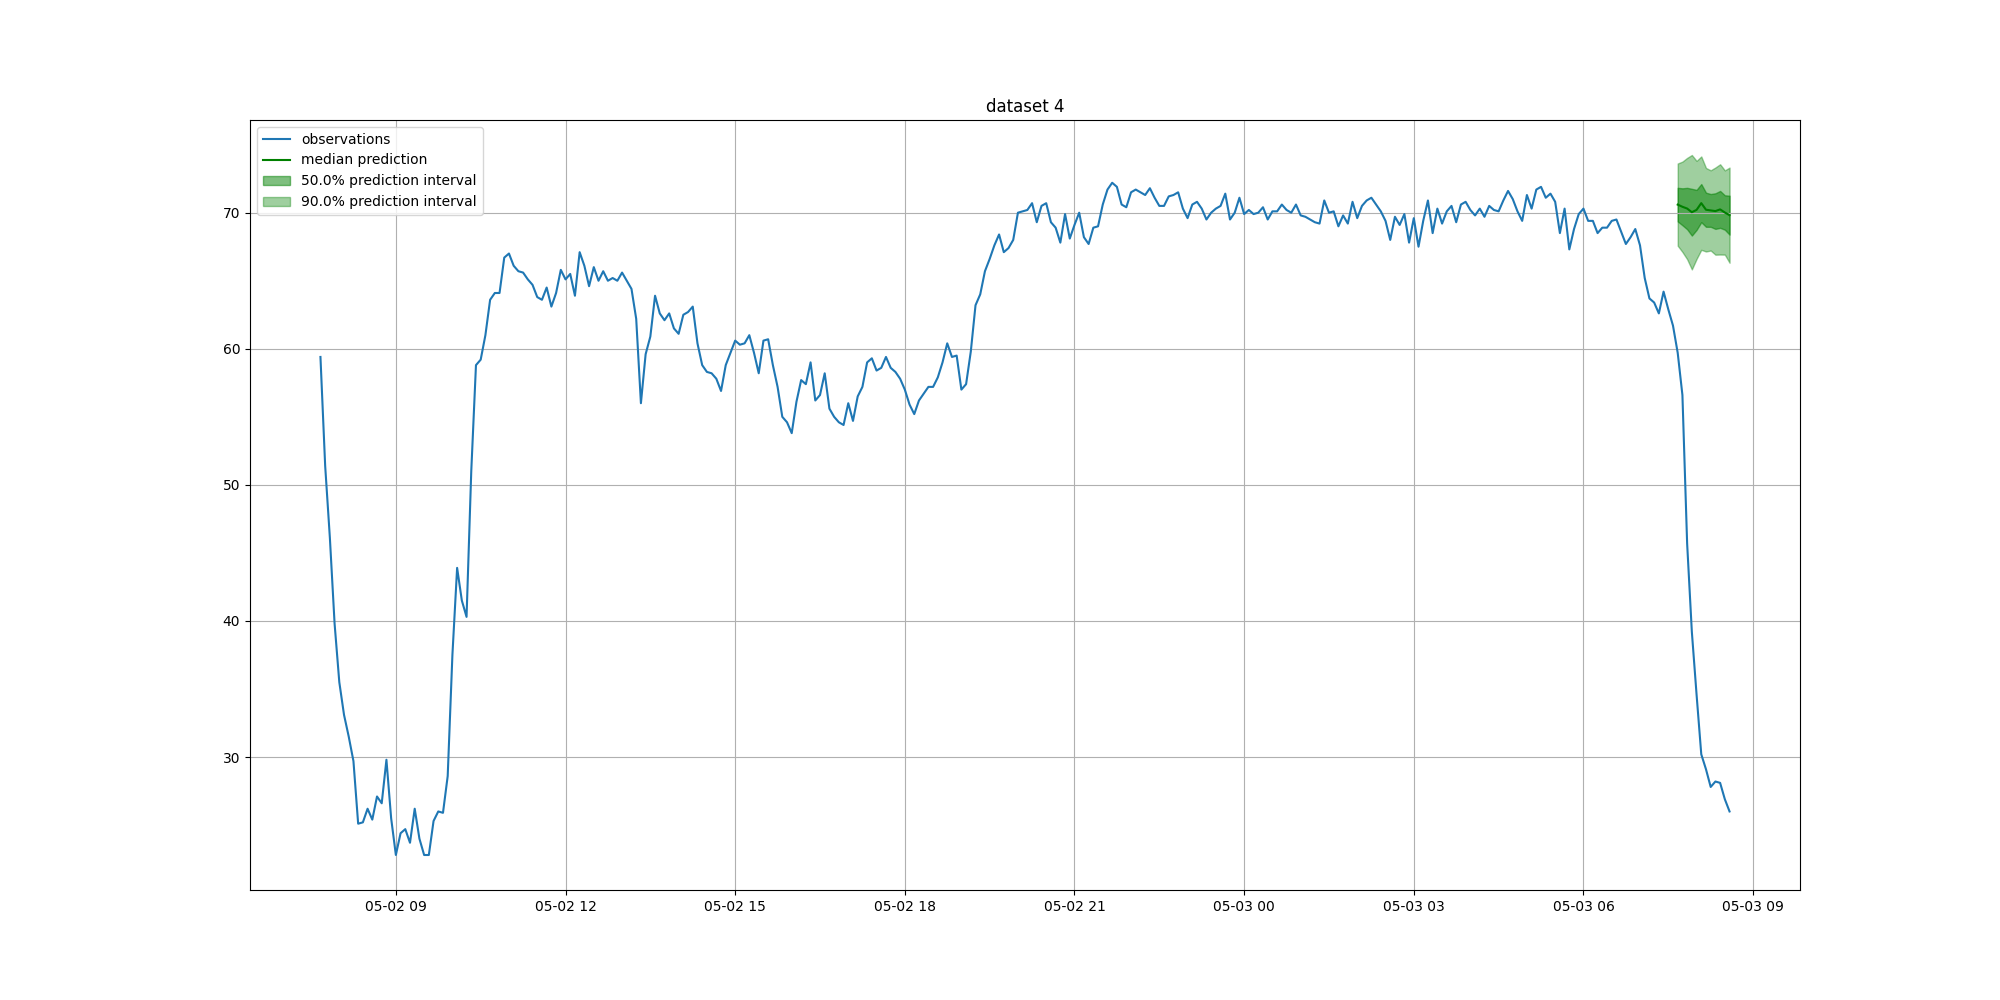 dataset 4
observations
median prediction
50.0% prediction interval
90.0% prediction interval
70
60
50
40
30
05-02 09
05-02 12
05-02 15
05-02 18
05-02 21
05-03 00
05-03 03
05-03 06
05-03 09